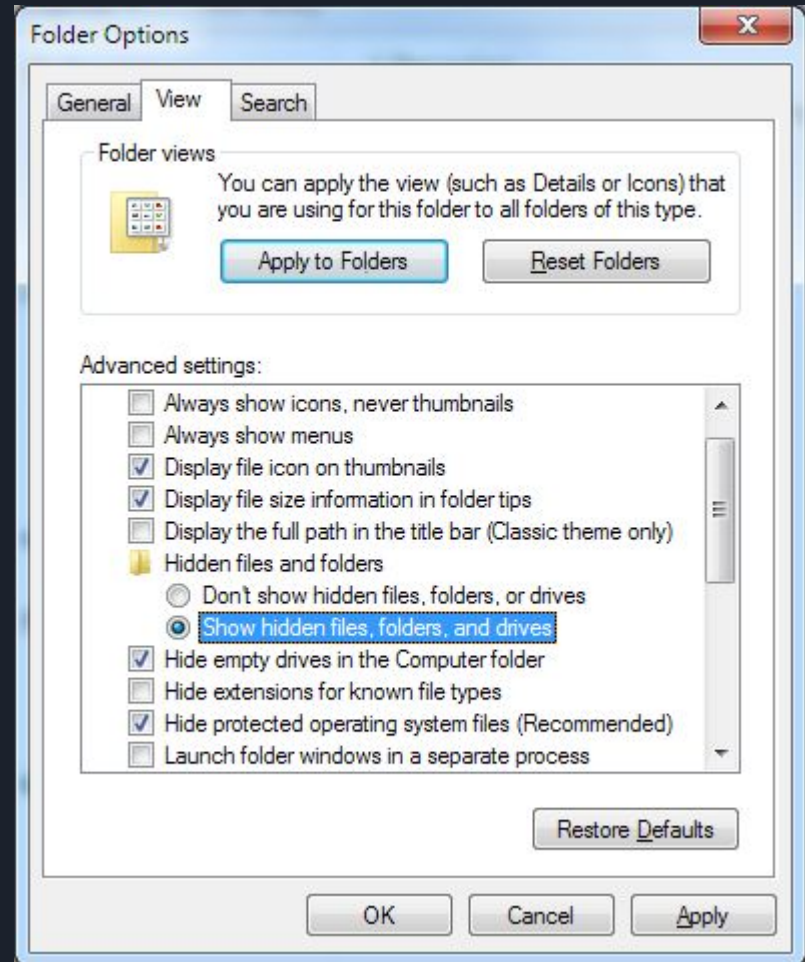 Folder Options
General View Search
Folder views
You can apply the view (such as Details or Icons) that
you are using for this folder to all folders of this type.
Apply to Folders Reset Folders
Advanced settings:
Always show icons, never thumbnails
Always show menus
Display file icon on thumbnails
Display file size information in folder tips
Display the full path in the title bar (Classic theme only)
Hidden files and folders
Don't show hidden files, folders, or drives
Show hidden files, folders, and drives
Hide empty drives in the Computer folder
Hide extensions for known file types
Hide protected operating system files (Recommended)
Launch folder windows in a separate process
Restore Defaults
OK Cancel Apply